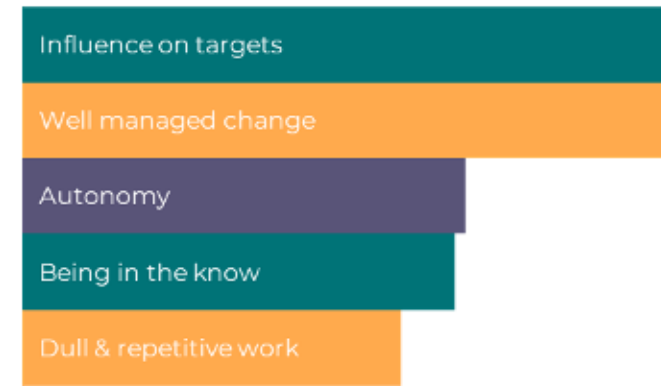 Influence on targets
Well managed change
Autonomy
Being in the know
Dull & repetitive work